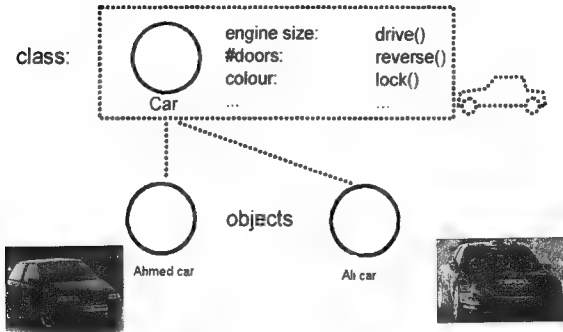 engine size: drive()
class: #doors: reverse()
colour: lock()
Car ... ...
objects
Ahmed car Ali car